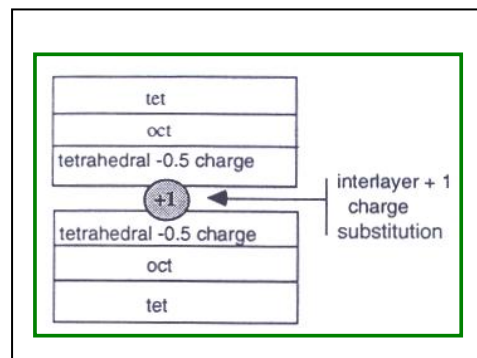 tet
oct
tetrahedral -0.5 charge
+1
interlayer + 1
charge
substitution
tetrahedral -0.5 charge
oct
tet